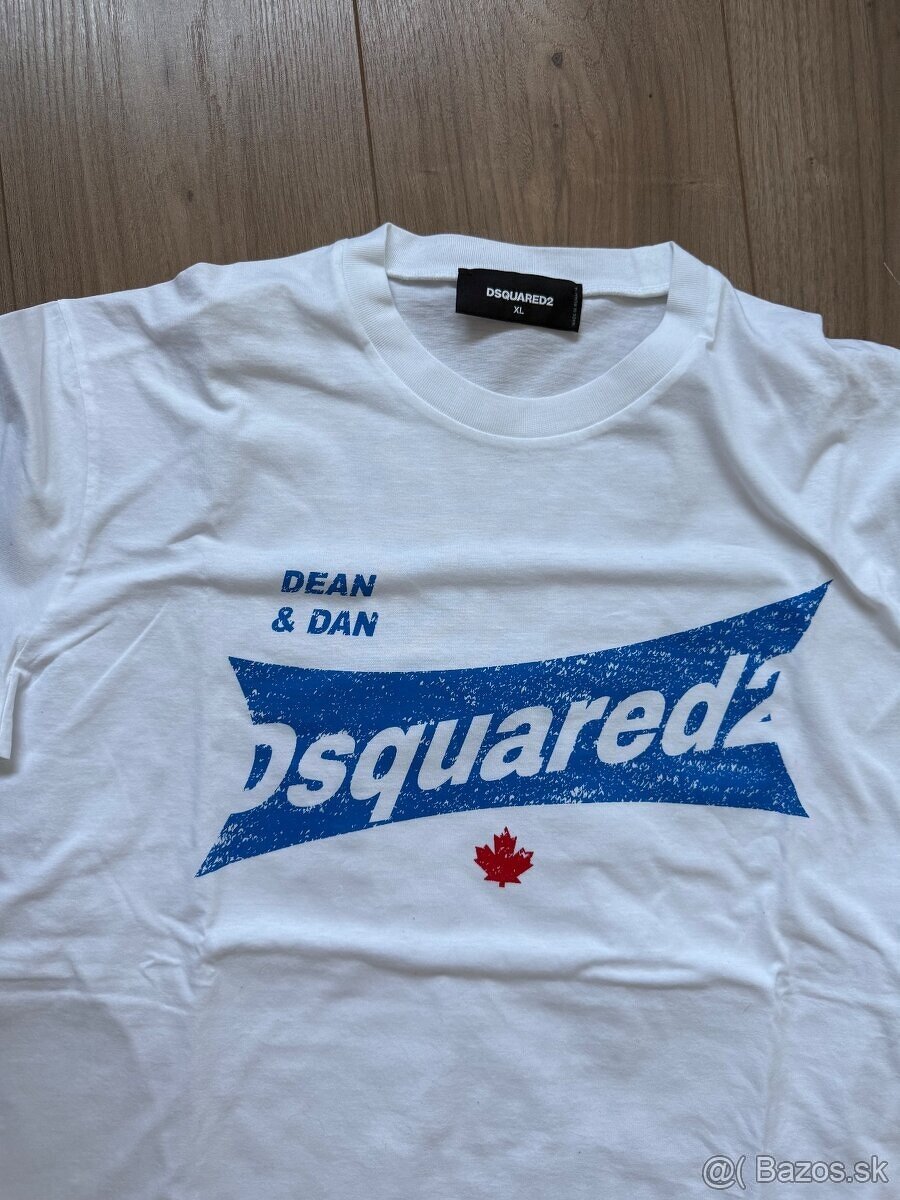 DSQUARED2
XL
DEAN
& DAN
Dsquared2
@( Bazos.sk